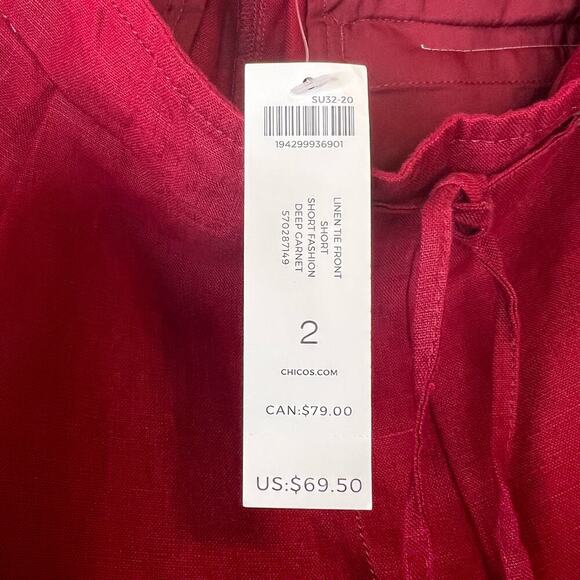 SU32-20
194299936901
LINEN TIE FRONT
SHORT
SHORT FASHION
DEEP GARNET
570287149
2
CHICOS.COM
CAN:$79.00
US:$69.50